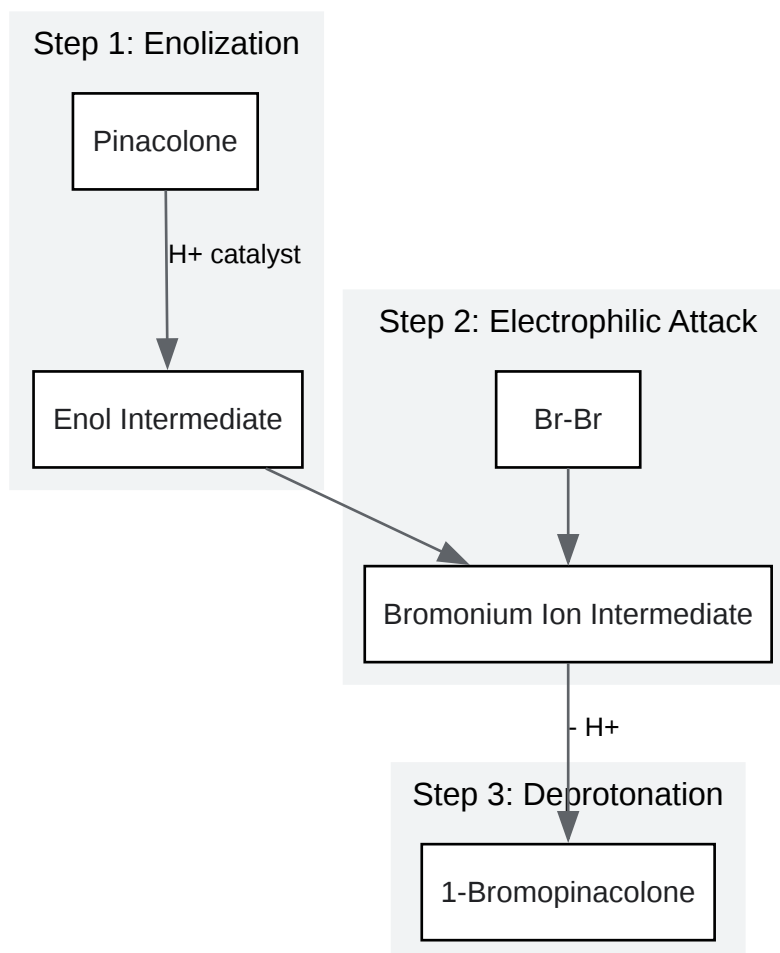 Step 1: Enolization
Pinacolone
H+ catalyst
Enol Intermediate
Step 2: Electrophilic Attack
Br-Br
Bromonium Ion Intermediate
- H+
Step 3: Deprotonation
1-Bromopinacolone